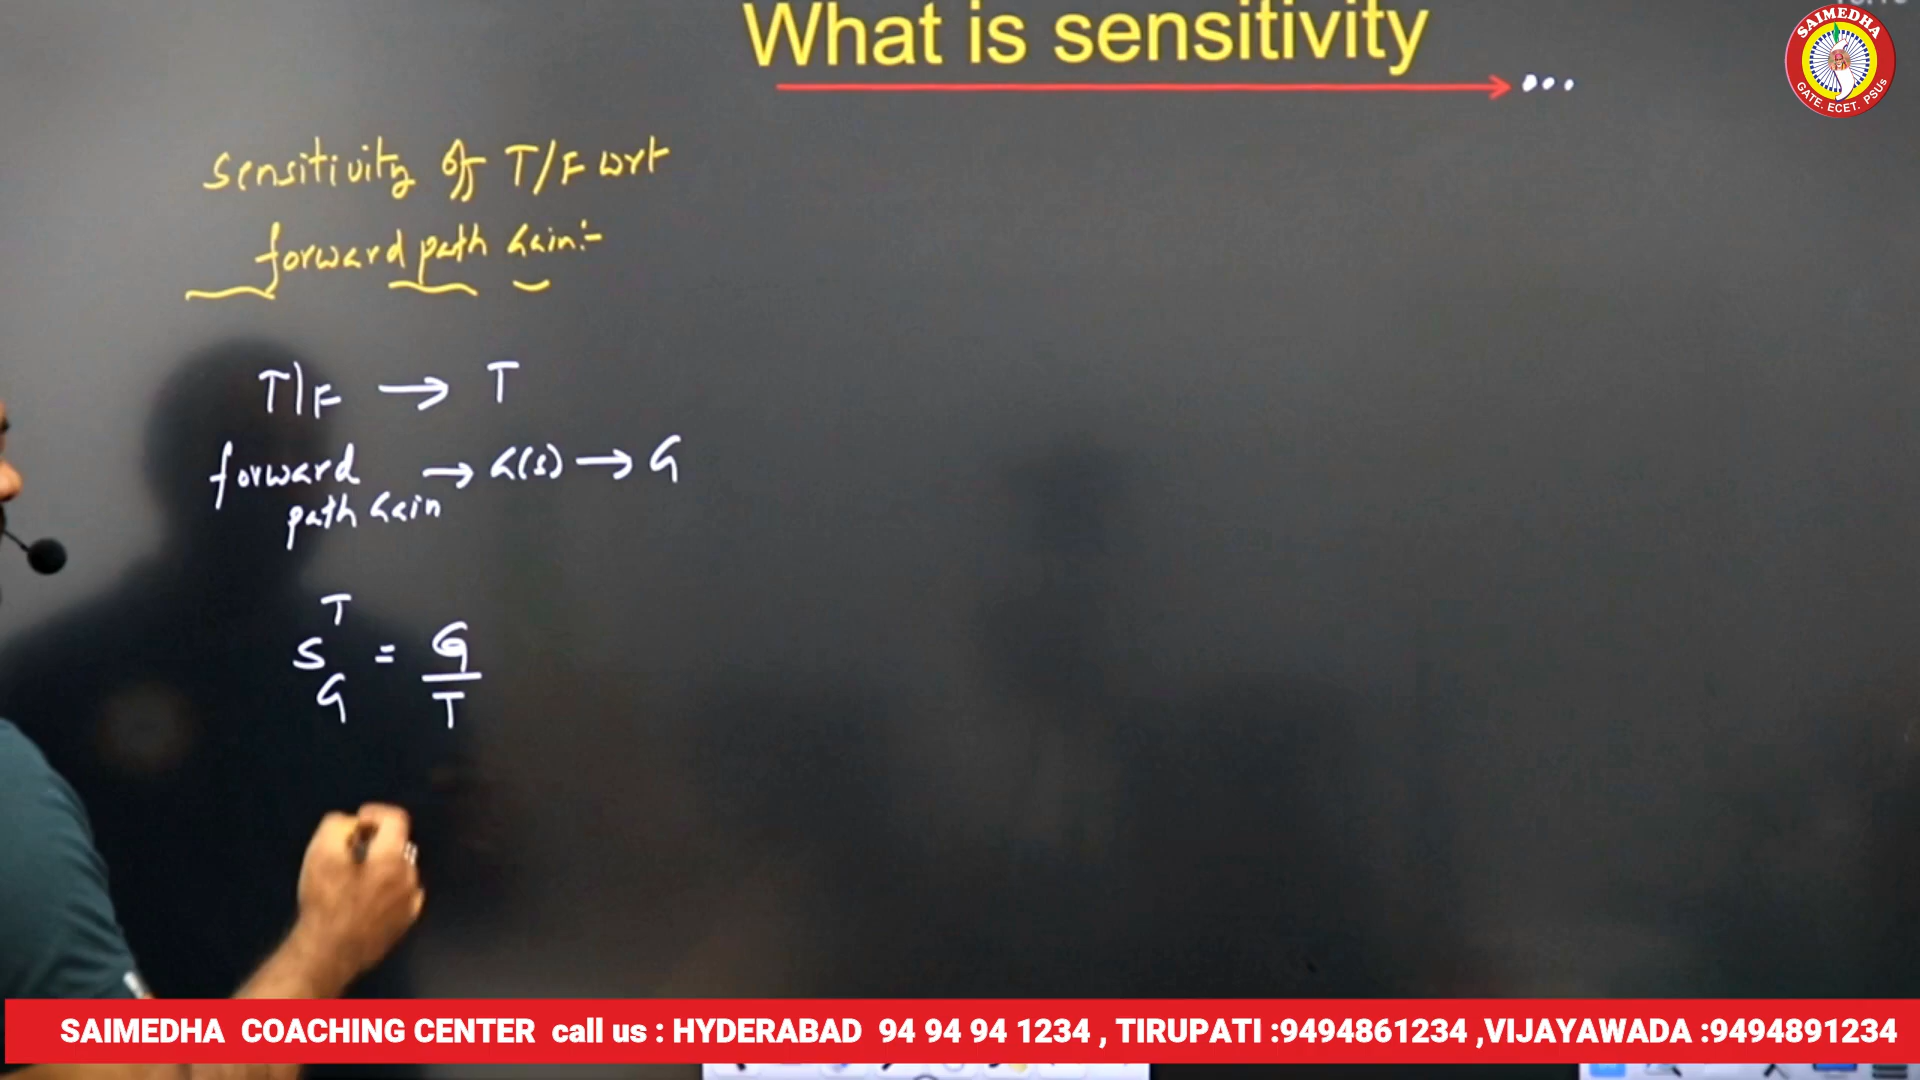 What is sensitivity
...
SAIMEDHA
GATE. ECET. PSUs
sensitivity of T/F wrt
forward path Gain:-
T/F → T
forward path Gain → G(s) → G
S^T_G = G/T
SAIMEDHA COACHING CENTER call us : HYDERABAD 94 94 94 1234 , TIRUPATI :9494861234 ,VIJAYAWADA :9494891234